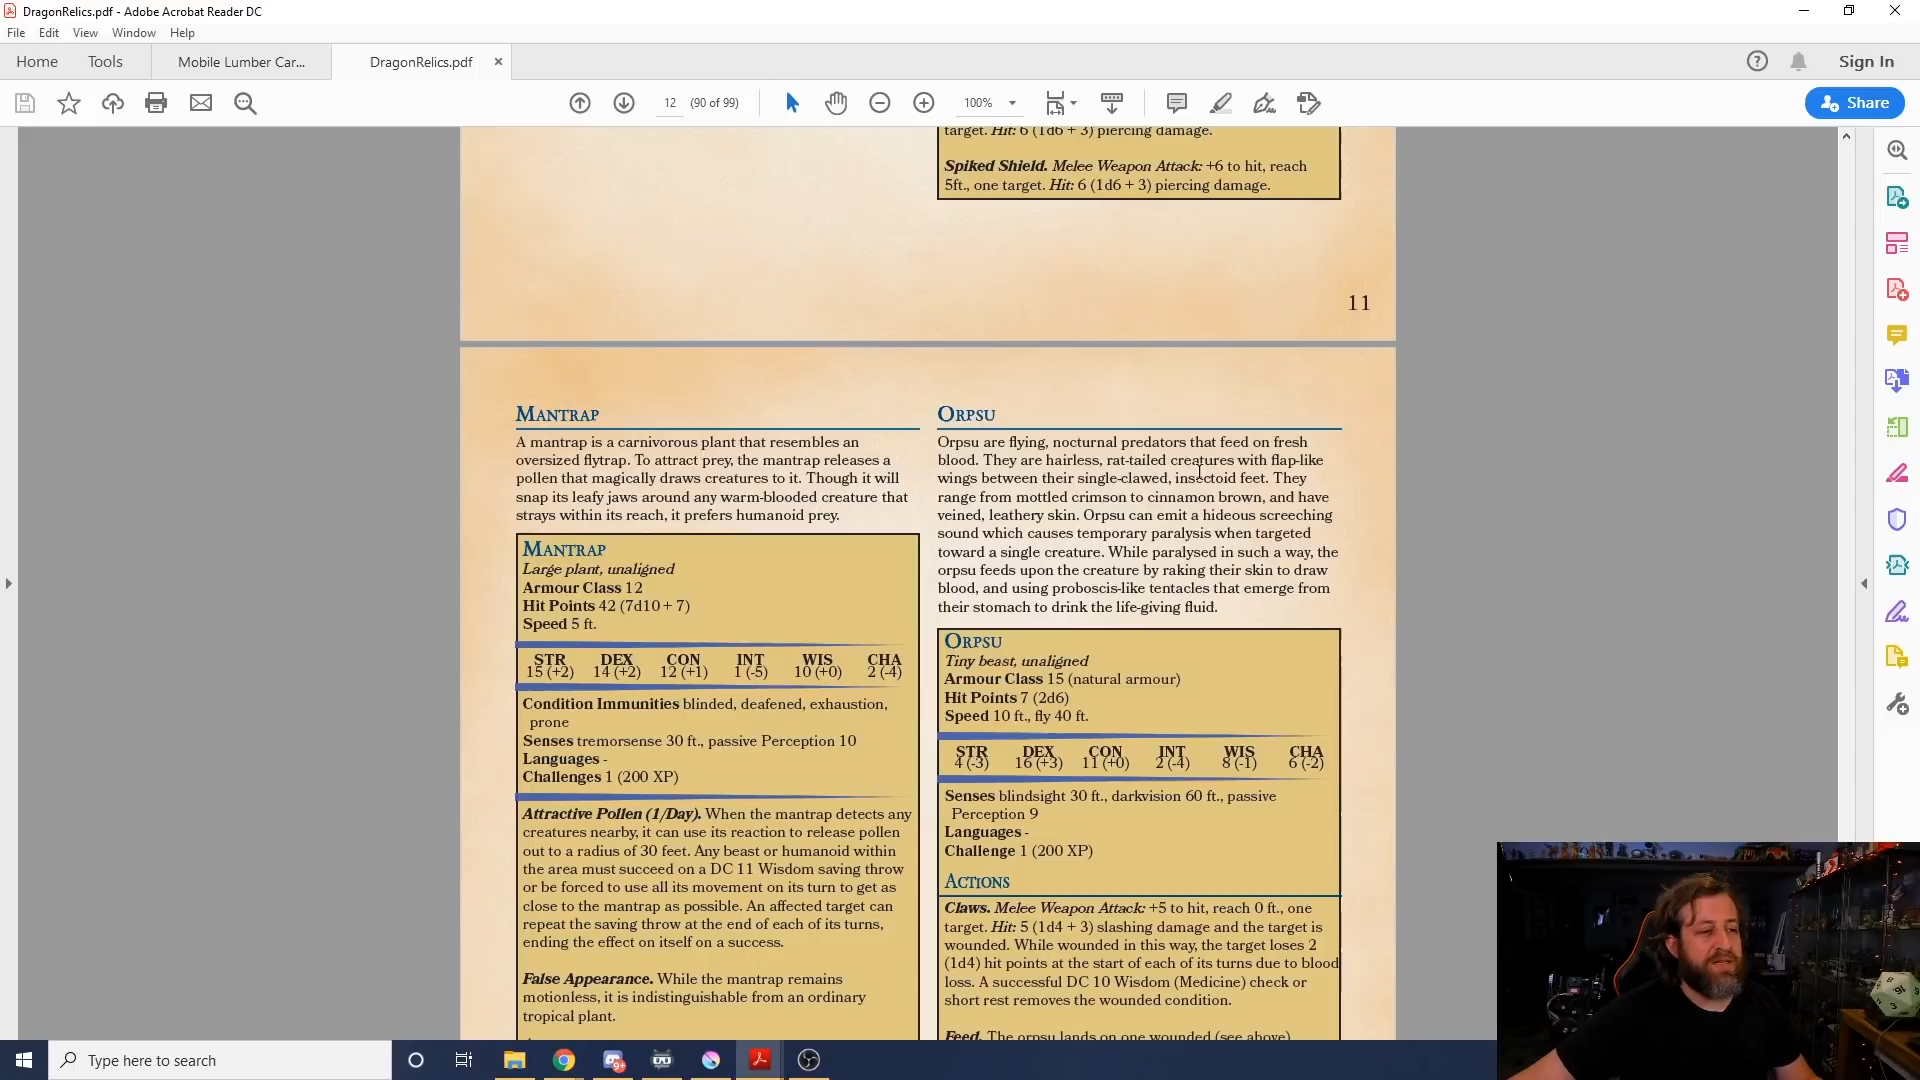 DragonRelics.pdf - Adobe Acrobat Reader DC
File Edit View Window Help
Home Tools Mobile Lumber Car... DragonRelics.pdf Sign In
12 (90 of 99) 100% Share
target. Hit: 6 (1d6 + 3) piercing damage.
Spiked Shield. Melee Weapon Attack: +6 to hit, reach
5ft., one target. Hit: 6 (1d6 + 3) piercing damage.
11
MANTRAP
A mantrap is a carnivorous plant that resembles an
oversized flytrap. To attract prey, the mantrap releases a
pollen that magically draws creatures to it. Though it will
snap its leafy jaws around any warm-blooded creature that
strays within its reach, it prefers humanoid prey.
MANTRAP
Large plant, unaligned
Armour Class 12
Hit Points 42 (7d10 + 7)
Speed 5 ft.
STR DEX CON INT WIS CHA
15 (+2) 14 (+2) 12 (+1) 1 (-5) 10 (+0) 2 (-4)
Condition Immunities blinded, deafened, exhaustion,
prone
Senses tremorsense 30 ft., passive Perception 10
Languages -
Challenges 1 (200 XP)
Attractive Pollen (1/Day). When the mantrap detects any
creatures nearby, it can use its reaction to release pollen
out to a radius of 30 feet. Any beast or humanoid within
the area must succeed on a DC 11 Wisdom saving throw
or be forced to use all its movement on its turn to get as
close to the mantrap as possible. An affected target can
repeat the saving throw at the end of each of its turns,
ending the effect on itself on a success.
False Appearance. While the mantrap remains
motionless, it is indistinguishable from an ordinary
tropical plant.
ORPSU
Orpsu are flying, nocturnal predators that feed on fresh
blood. They are hairless, rat-tailed creatures with flap-like
wings between their single-clawed, insectoid feet. They
range from mottled crimson to cinnamon brown, and have
veined, leathery skin. Orpsu can emit a hideous screeching
sound which causes temporary paralysis when targeted
toward a single creature. While paralysed in such a way, the
orpsu feeds upon the creature by raking their skin to draw
blood, and using proboscis-like tentacles that emerge from
their stomach to drink the life-giving fluid.
ORPSU
Tiny beast, unaligned
Armour Class 15 (natural armour)
Hit Points 7 (2d6)
Speed 10 ft., fly 40 ft.
STR DEX CON INT WIS CHA
4 (-3) 16 (+3) 11 (+0) 2 (-4) 8 (-1) 6 (-2)
Senses blindsight 30 ft., darkvision 60 ft., passive
Perception 9
Languages -
Challenge 1 (200 XP)
ACTIONS
Claws. Melee Weapon Attack: +5 to hit, reach 0 ft., one
target. Hit: 5 (1d4 + 3) slashing damage and the target is
wounded. While wounded in this way, the target loses 2
(1d4) hit points at the start of each of its turns due to blood
loss. A successful DC 10 Wisdom (Medicine) check or
short rest removes the wounded condition.
Feed. The orpsu lands on one wounded (see above)
Type here to search